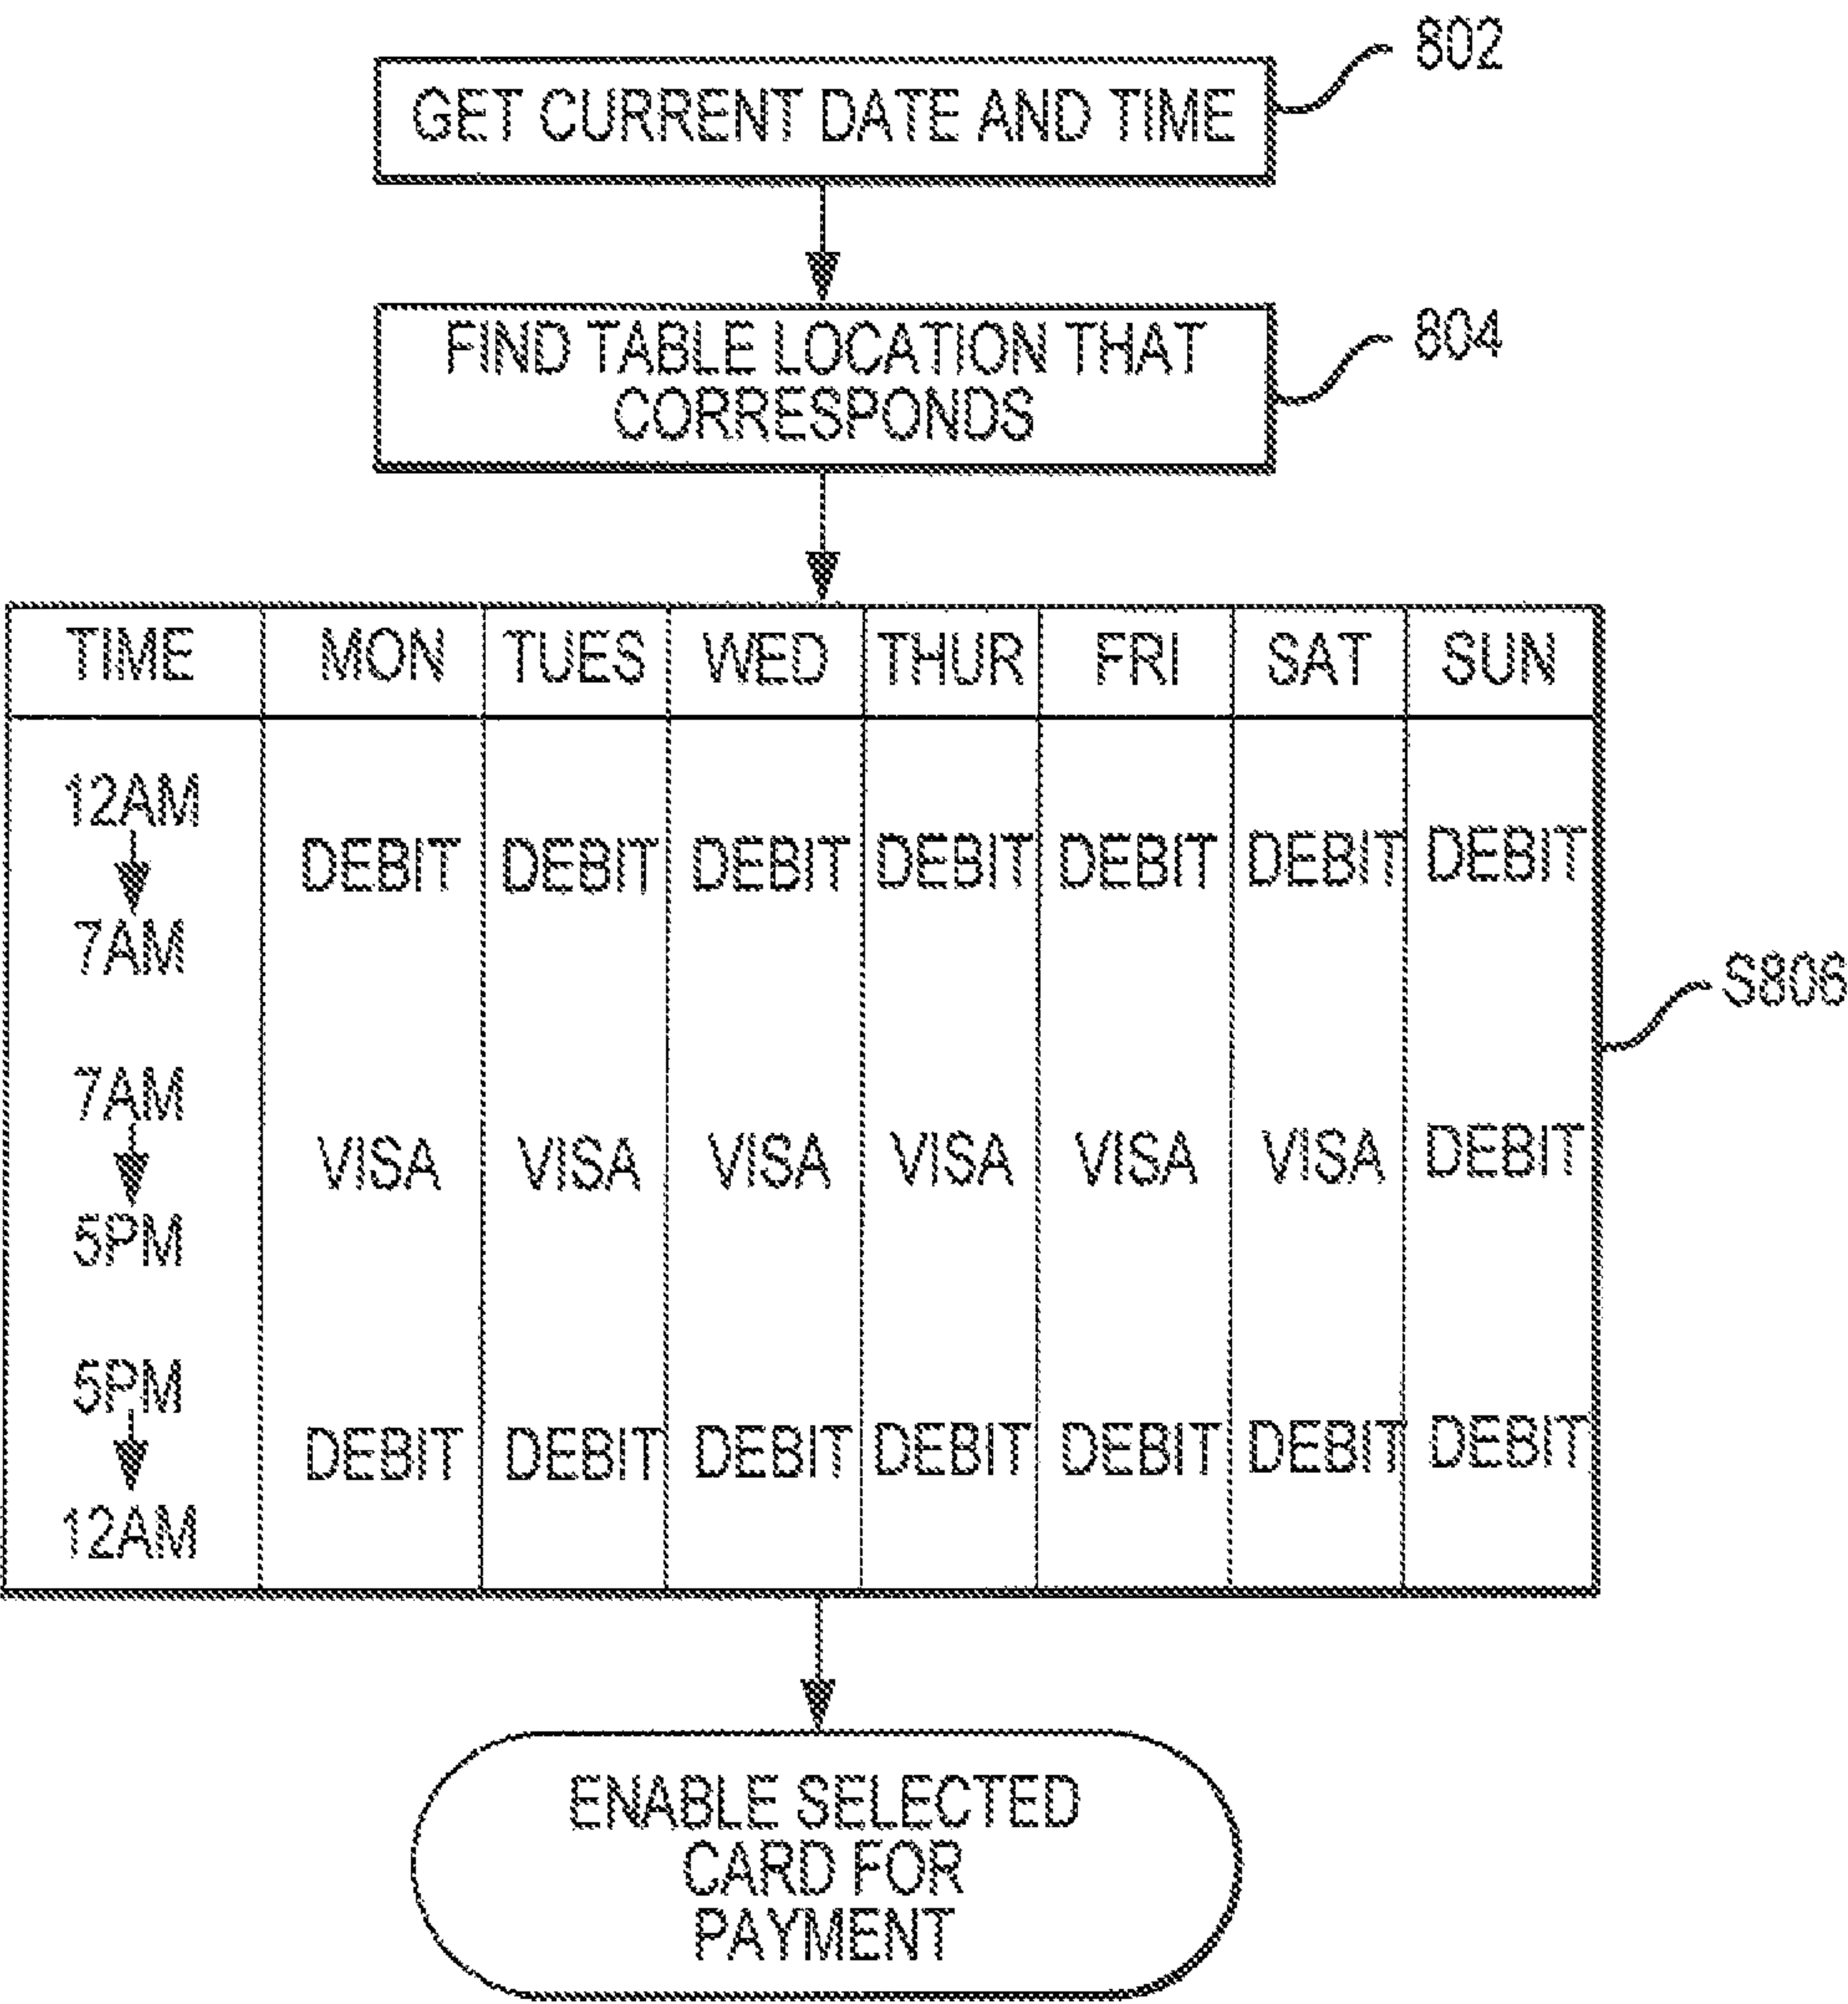 802
GET CURRENT DATE AND TIME
804
FIND TABLE LOCATION THAT
CORRESPONDS
TIME MON TUES WED THUR FRI SAT SUN
12AM
DEBIT DEBIT DEBIT DEBIT DEBIT DEBIT DEBIT
7AM
S806
7AM
VISA VISA VISA VISA VISA VISA DEBIT
5PM
5PM
DEBIT DEBIT DEBIT DEBIT DEBIT DEBIT DEBIT
12AM
ENABLE SELECTED
CARD FOR
PAYMENT